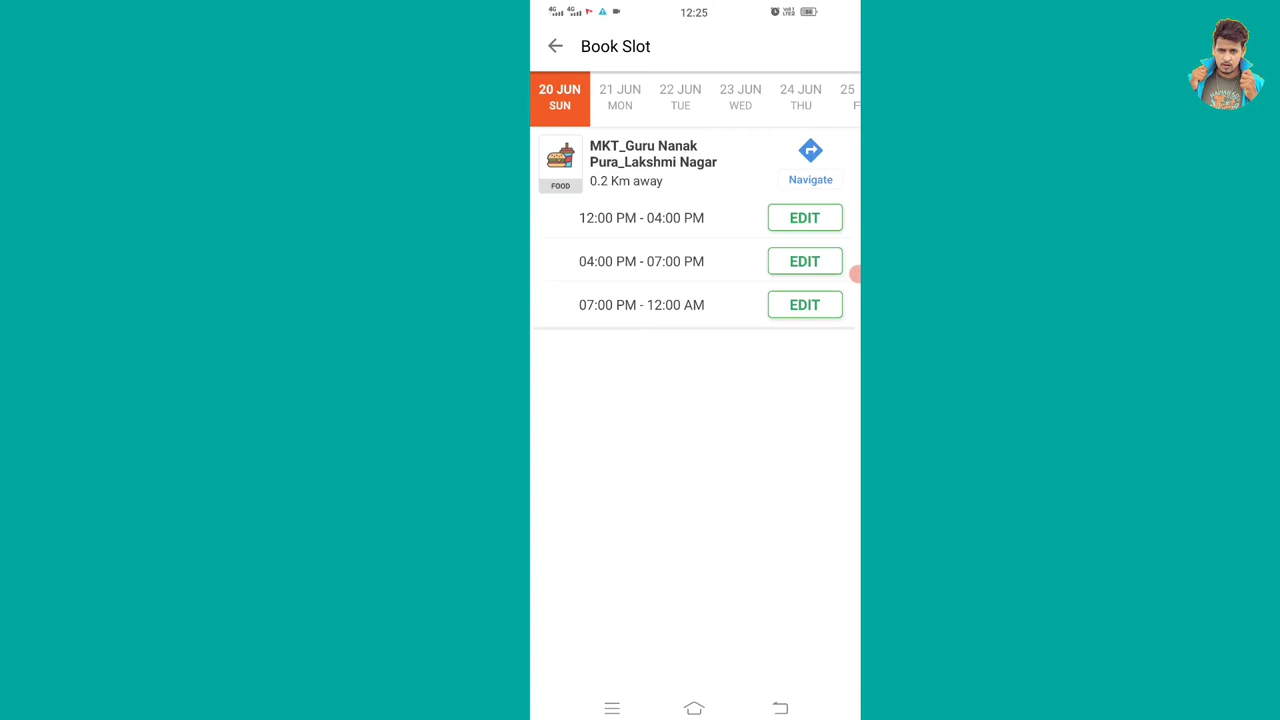 4G 4G 12:25
Book Slot
20 JUN 21 JUN 22 JUN 23 JUN 24 JUN 25
SUN MON TUE WED THU F
MKT_Guru Nanak
Pura_Lakshmi Nagar
0.2 Km away
FOOD
Navigate
12:00 PM - 04:00 PM EDIT
04:00 PM - 07:00 PM EDIT
07:00 PM - 12:00 AM EDIT